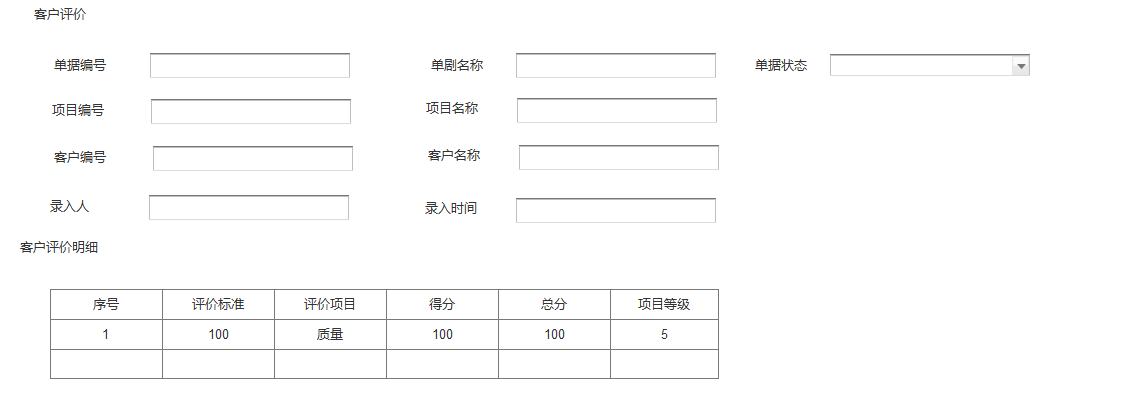 客户评价
单据编号 单剧名称 单据状态
项目编号 项目名称
客户编号 客户名称
录入人 录入时间
客户评价明细
序号 评价标准 评价项目 得分 总分 项目等级
1 100 质量 100 100 5